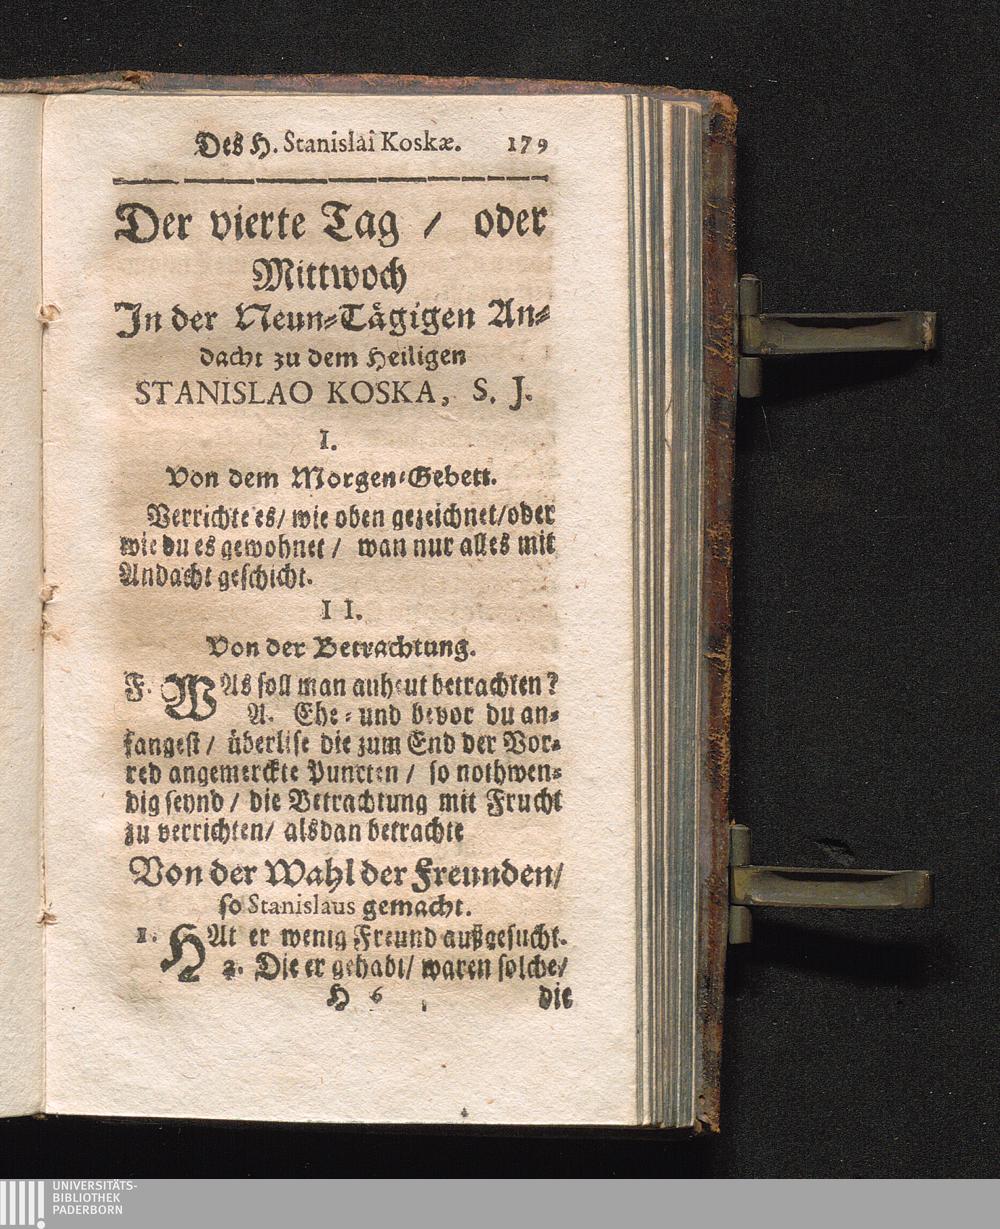 Des H. Stanislai Koskæ. 179
Der vierte Tag / oder
Mittwoch
In der Neun-Tägigen An-
dacht zu dem Heiligen
STANISLAO KOSKA, S. J.
I.
Von dem Morgen-Gebett.
Verrichte es / wie oben gezeichnet / oder
wie du es gewohnet / wan nur alles mit
Andacht geschicht.
II.
Von der Betrachtung.
F. WAs soll man anheut betrachten?
A. Ehe- und bevor du an-
fangest / überlise die zum End der Vor-
red angemerckte Puncten / so nothwen-
dig seynd / die Betrachtung mit Frucht
zu verrichten / alsdan betrachte
Von der Wahl der Freunden /
so Stanislaus gemacht.
1. HAt er wenig Freund außgesucht.
2. Die er gehabt / waren solche /
H 6 die
UNIVERSITÄTS-
BIBLIOTHEK
PADERBORN